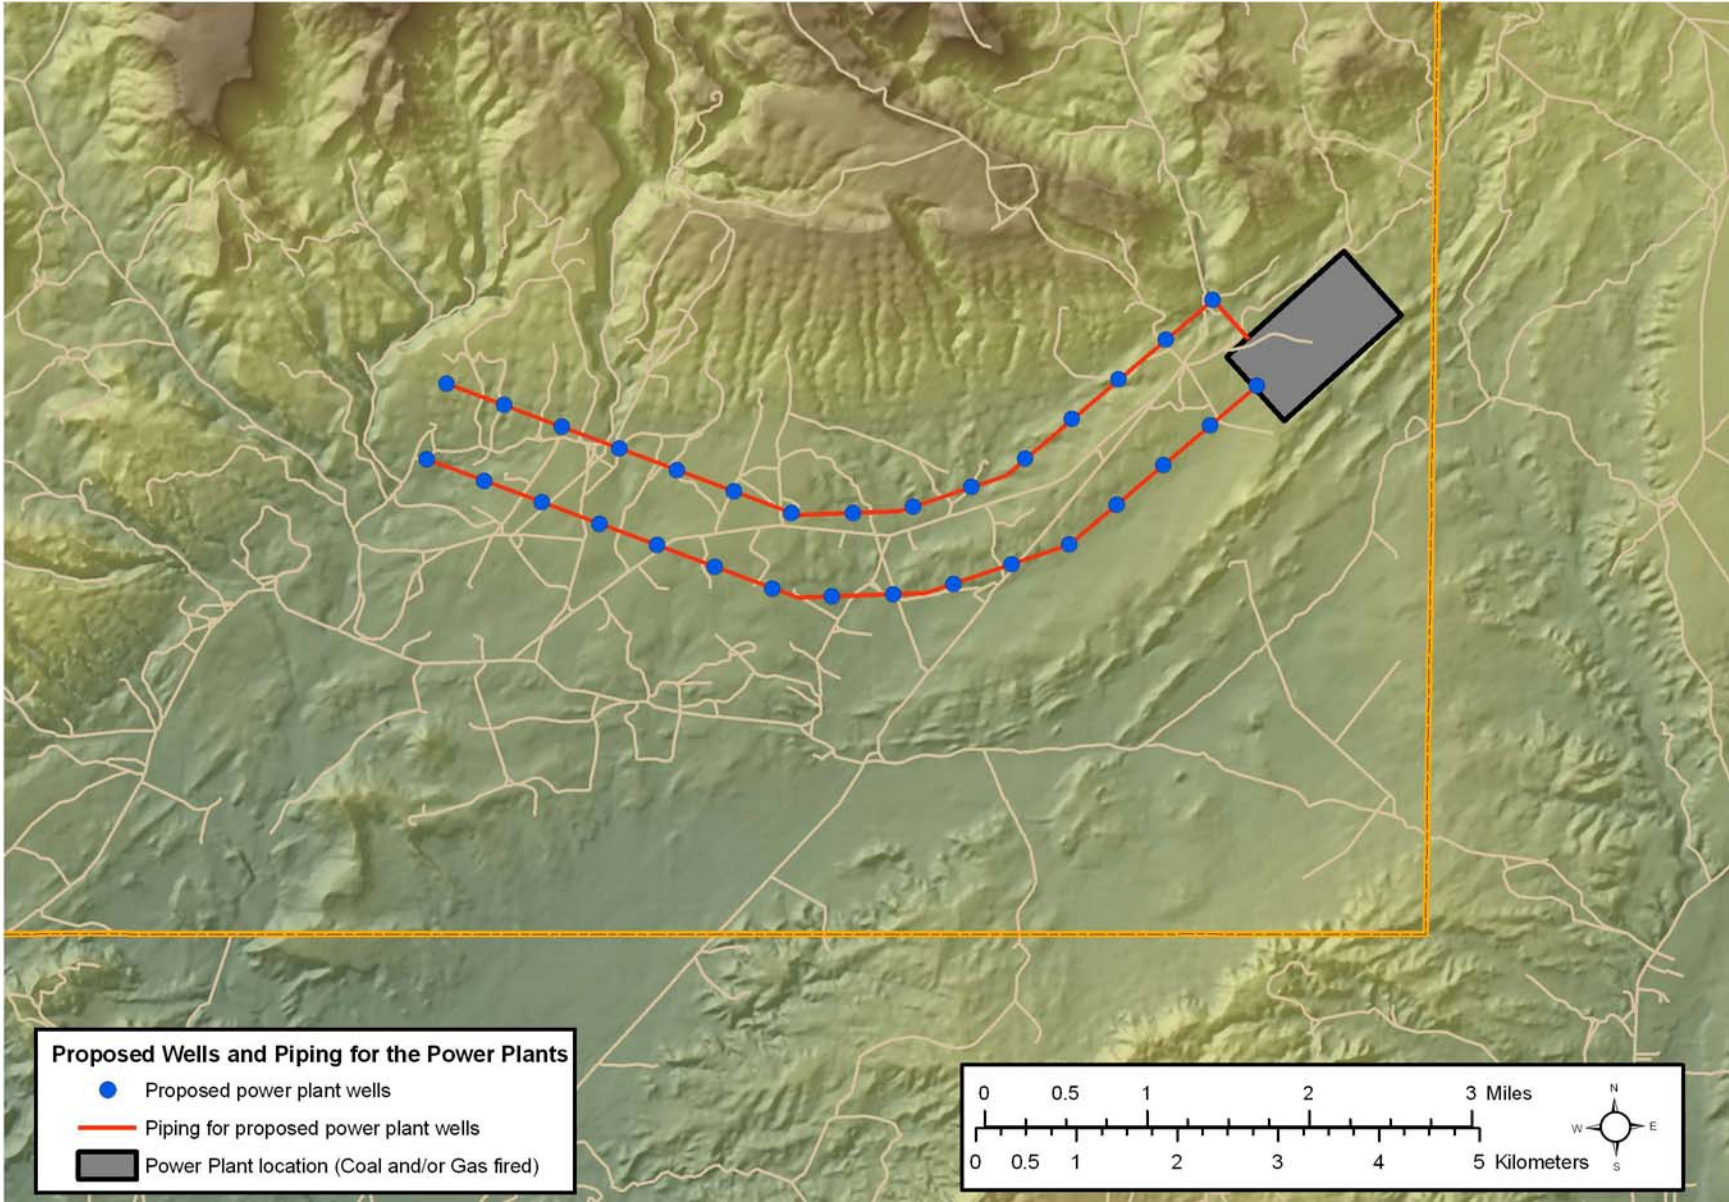 Proposed Wells and Piping for the Power Plants
Proposed power plant wells
Piping for proposed power plant wells
Power Plant location (Coal and/or Gas fired)
0 0.5 1 2 3 Miles
0 0.5 1 2 3 4 5 Kilometers
N
W E
S